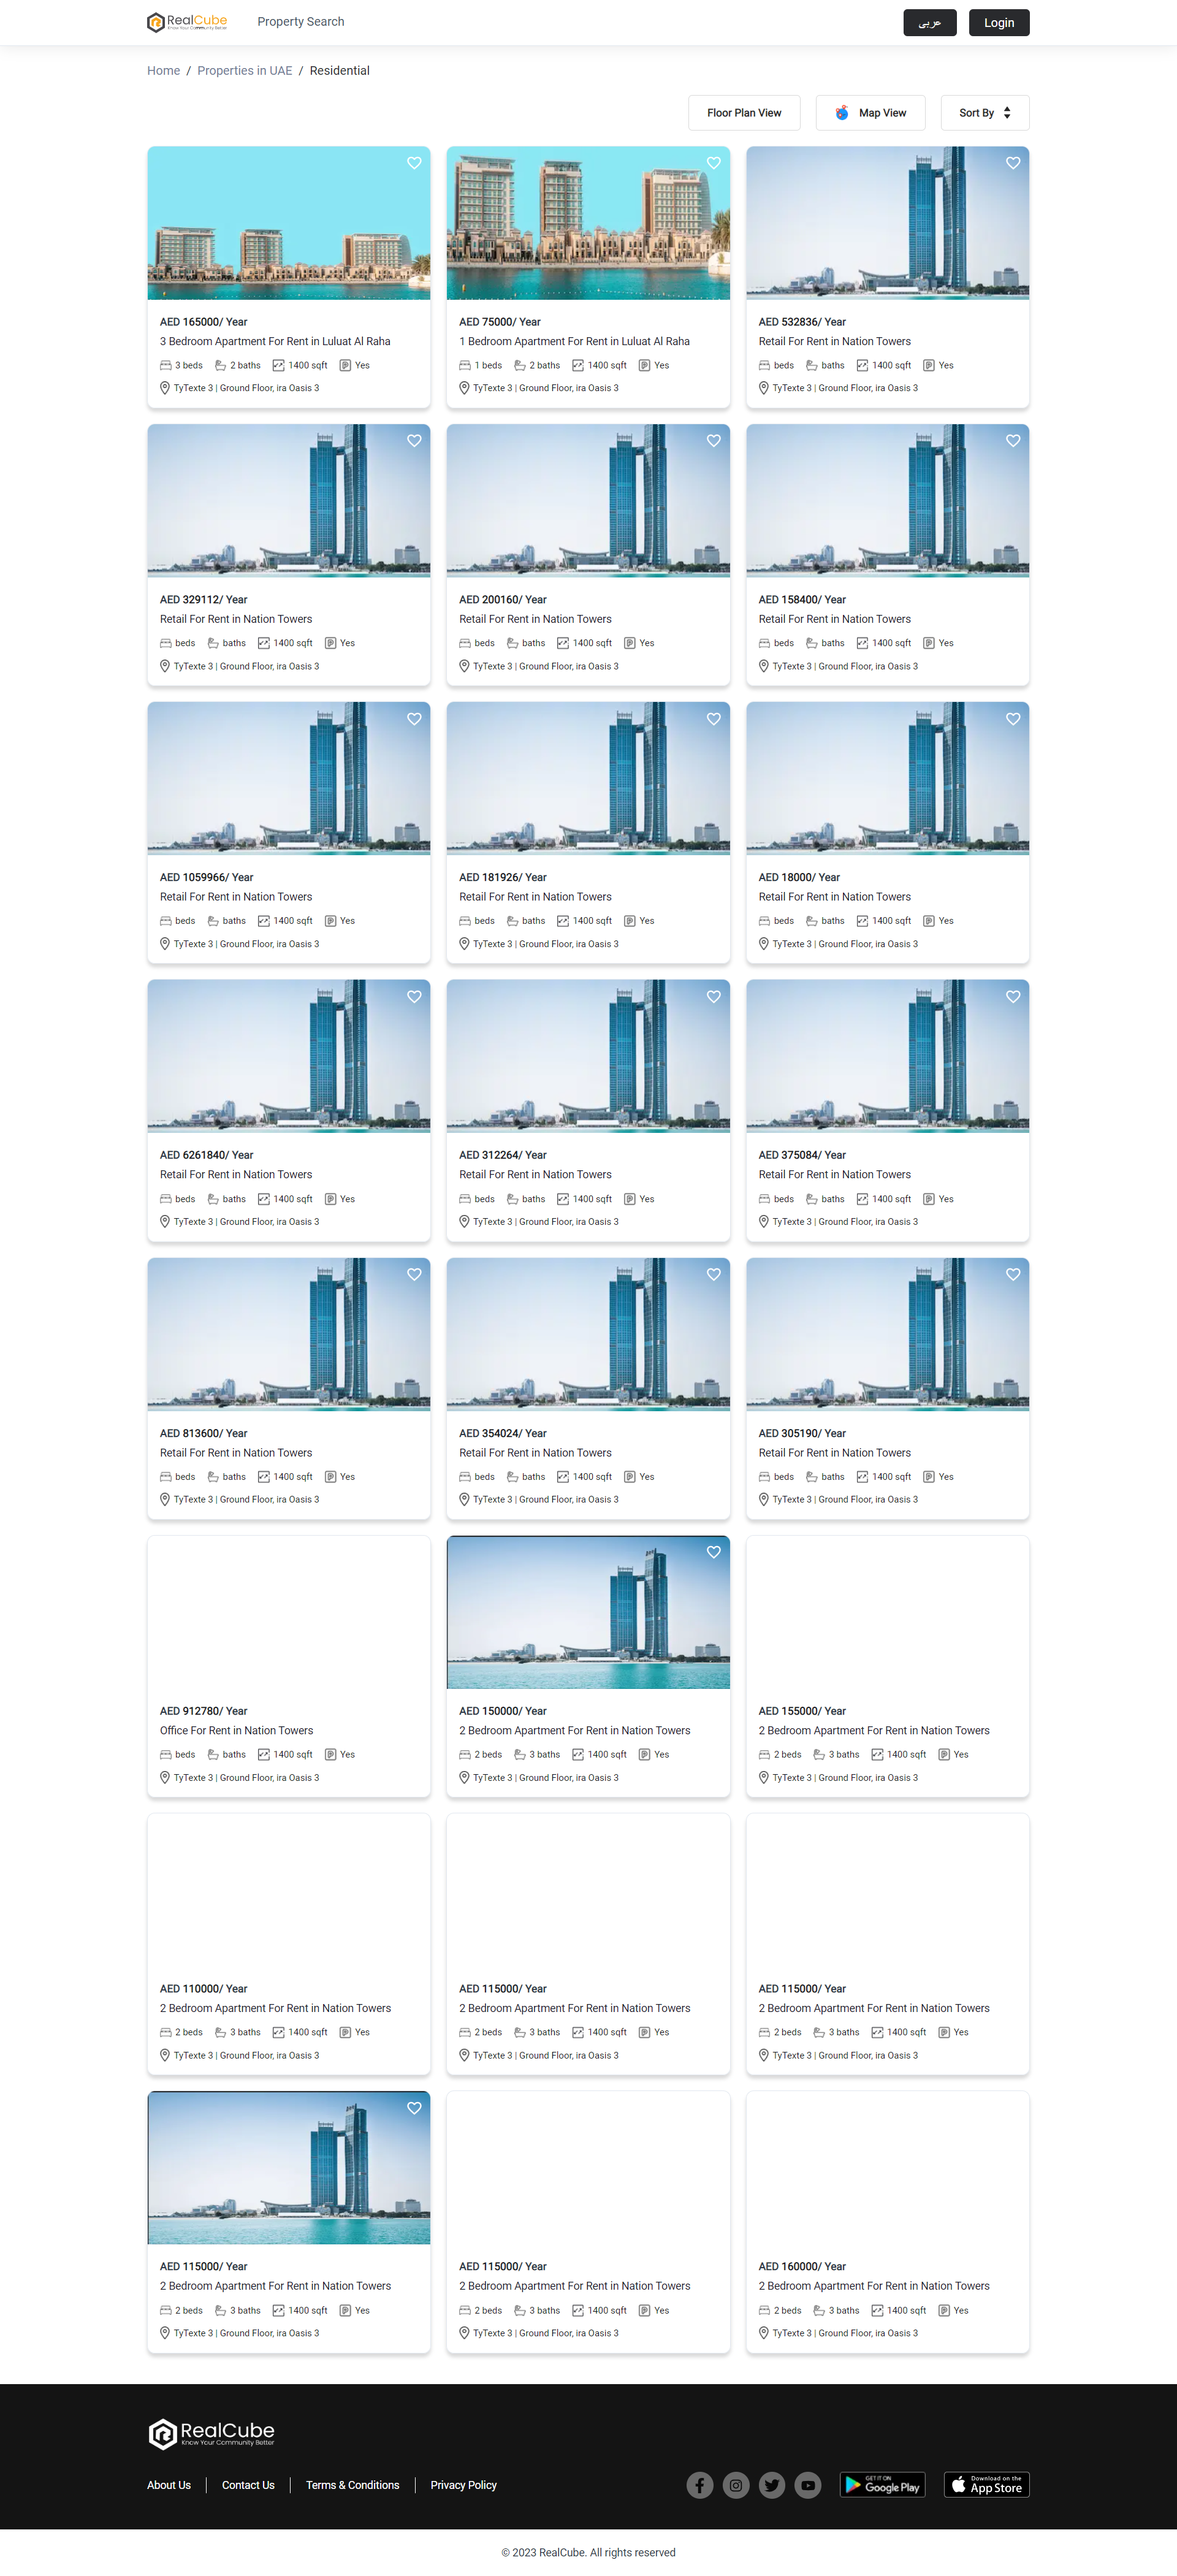 RealCube
Know Your Community Better
Property Search
عربى
Login
Home / Properties in UAE / Residential
Floor Plan View
Map View
Sort By
AED 165000/ Year
3 Bedroom Apartment For Rent in Luluat Al Raha
3 beds 2 baths 1400 sqft Yes
TyTexte 3 | Ground Floor, ira Oasis 3
AED 75000/ Year
1 Bedroom Apartment For Rent in Luluat Al Raha
1 beds 2 baths 1400 sqft Yes
TyTexte 3 | Ground Floor, ira Oasis 3
AED 532836/ Year
Retail For Rent in Nation Towers
beds baths 1400 sqft Yes
TyTexte 3 | Ground Floor, ira Oasis 3
AED 329112/ Year
Retail For Rent in Nation Towers
beds baths 1400 sqft Yes
TyTexte 3 | Ground Floor, ira Oasis 3
AED 200160/ Year
Retail For Rent in Nation Towers
beds baths 1400 sqft Yes
TyTexte 3 | Ground Floor, ira Oasis 3
AED 158400/ Year
Retail For Rent in Nation Towers
beds baths 1400 sqft Yes
TyTexte 3 | Ground Floor, ira Oasis 3
AED 1059966/ Year
Retail For Rent in Nation Towers
beds baths 1400 sqft Yes
TyTexte 3 | Ground Floor, ira Oasis 3
AED 181926/ Year
Retail For Rent in Nation Towers
beds baths 1400 sqft Yes
TyTexte 3 | Ground Floor, ira Oasis 3
AED 18000/ Year
Retail For Rent in Nation Towers
beds baths 1400 sqft Yes
TyTexte 3 | Ground Floor, ira Oasis 3
AED 6261840/ Year
Retail For Rent in Nation Towers
beds baths 1400 sqft Yes
TyTexte 3 | Ground Floor, ira Oasis 3
AED 312264/ Year
Retail For Rent in Nation Towers
beds baths 1400 sqft Yes
TyTexte 3 | Ground Floor, ira Oasis 3
AED 375084/ Year
Retail For Rent in Nation Towers
beds baths 1400 sqft Yes
TyTexte 3 | Ground Floor, ira Oasis 3
AED 813600/ Year
Retail For Rent in Nation Towers
beds baths 1400 sqft Yes
TyTexte 3 | Ground Floor, ira Oasis 3
AED 354024/ Year
Retail For Rent in Nation Towers
beds baths 1400 sqft Yes
TyTexte 3 | Ground Floor, ira Oasis 3
AED 305190/ Year
Retail For Rent in Nation Towers
beds baths 1400 sqft Yes
TyTexte 3 | Ground Floor, ira Oasis 3
AED 912780/ Year
Office For Rent in Nation Towers
beds baths 1400 sqft Yes
TyTexte 3 | Ground Floor, ira Oasis 3
AED 150000/ Year
2 Bedroom Apartment For Rent in Nation Towers
2 beds 3 baths 1400 sqft Yes
TyTexte 3 | Ground Floor, ira Oasis 3
AED 155000/ Year
2 Bedroom Apartment For Rent in Nation Towers
2 beds 3 baths 1400 sqft Yes
TyTexte 3 | Ground Floor, ira Oasis 3
AED 110000/ Year
2 Bedroom Apartment For Rent in Nation Towers
2 beds 3 baths 1400 sqft Yes
TyTexte 3 | Ground Floor, ira Oasis 3
AED 115000/ Year
2 Bedroom Apartment For Rent in Nation Towers
2 beds 3 baths 1400 sqft Yes
TyTexte 3 | Ground Floor, ira Oasis 3
AED 115000/ Year
2 Bedroom Apartment For Rent in Nation Towers
2 beds 3 baths 1400 sqft Yes
TyTexte 3 | Ground Floor, ira Oasis 3
AED 115000/ Year
2 Bedroom Apartment For Rent in Nation Towers
2 beds 3 baths 1400 sqft Yes
TyTexte 3 | Ground Floor, ira Oasis 3
AED 115000/ Year
2 Bedroom Apartment For Rent in Nation Towers
2 beds 3 baths 1400 sqft Yes
TyTexte 3 | Ground Floor, ira Oasis 3
AED 160000/ Year
2 Bedroom Apartment For Rent in Nation Towers
2 beds 3 baths 1400 sqft Yes
TyTexte 3 | Ground Floor, ira Oasis 3
RealCube
Know Your Community Better
About Us
Contact Us
Terms & Conditions
Privacy Policy
GET IT ON
Google Play
Download on the
App Store
© 2023 RealCube. All rights reserved